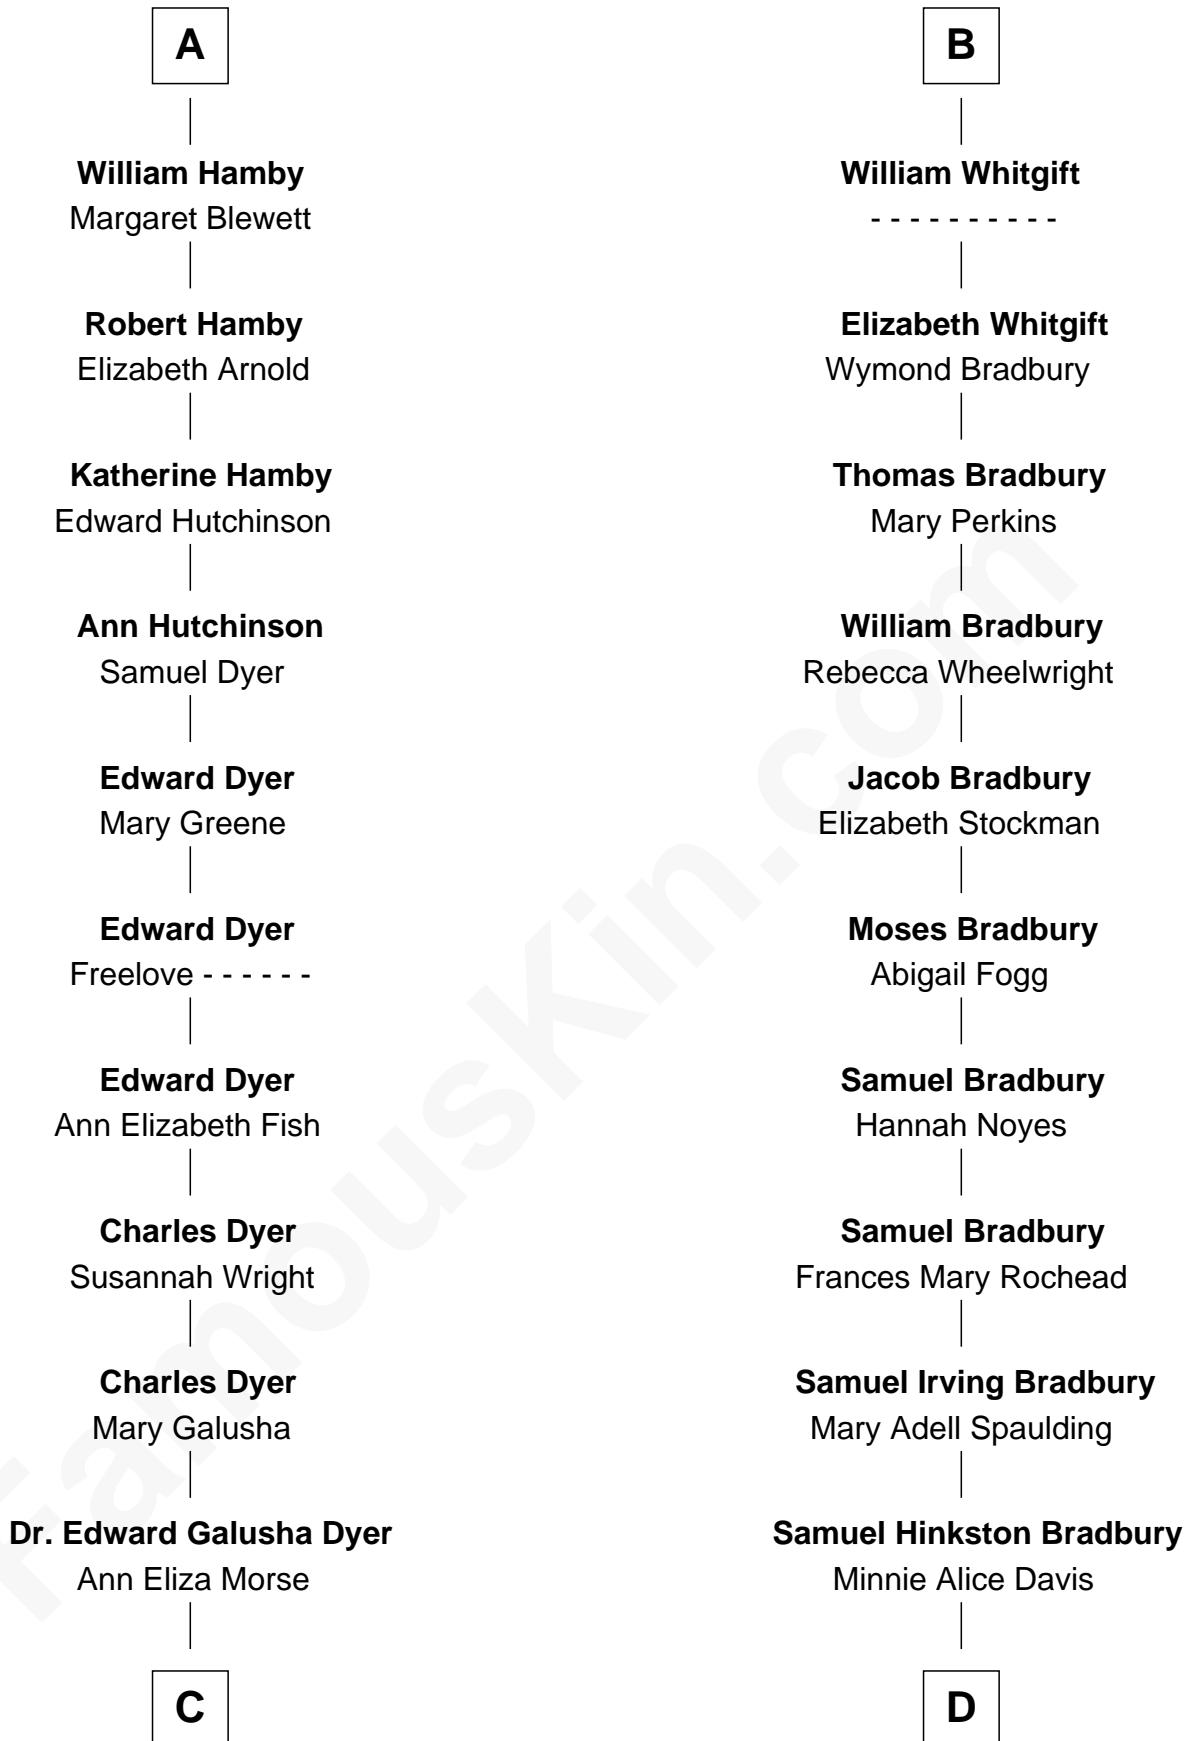 A
William Hamby
Margaret Blewett
Robert Hamby
Elizabeth Arnold
Katherine Hamby
Edward Hutchinson
Ann Hutchinson
Samuel Dyer
Edward Dyer
Mary Greene
Edward Dyer
Freelove - - - - - -
Edward Dyer
Ann Elizabeth Fish
Charles Dyer
Susannah Wright
Charles Dyer
Mary Galusha
Dr. Edward Galusha Dyer
Ann Eliza Morse
C
B
William Whitgift
- - - - - - - - - -
Elizabeth Whitgift
Wymond Bradbury
Thomas Bradbury
Mary Perkins
William Bradbury
Rebecca Wheelwright
Jacob Bradbury
Elizabeth Stockman
Moses Bradbury
Abigail Fogg
Samuel Bradbury
Hannah Noyes
Samuel Bradbury
Frances Mary Rochead
Samuel Irving Bradbury
Mary Adell Spaulding
Samuel Hinkston Bradbury
Minnie Alice Davis
D
FamousKin.com